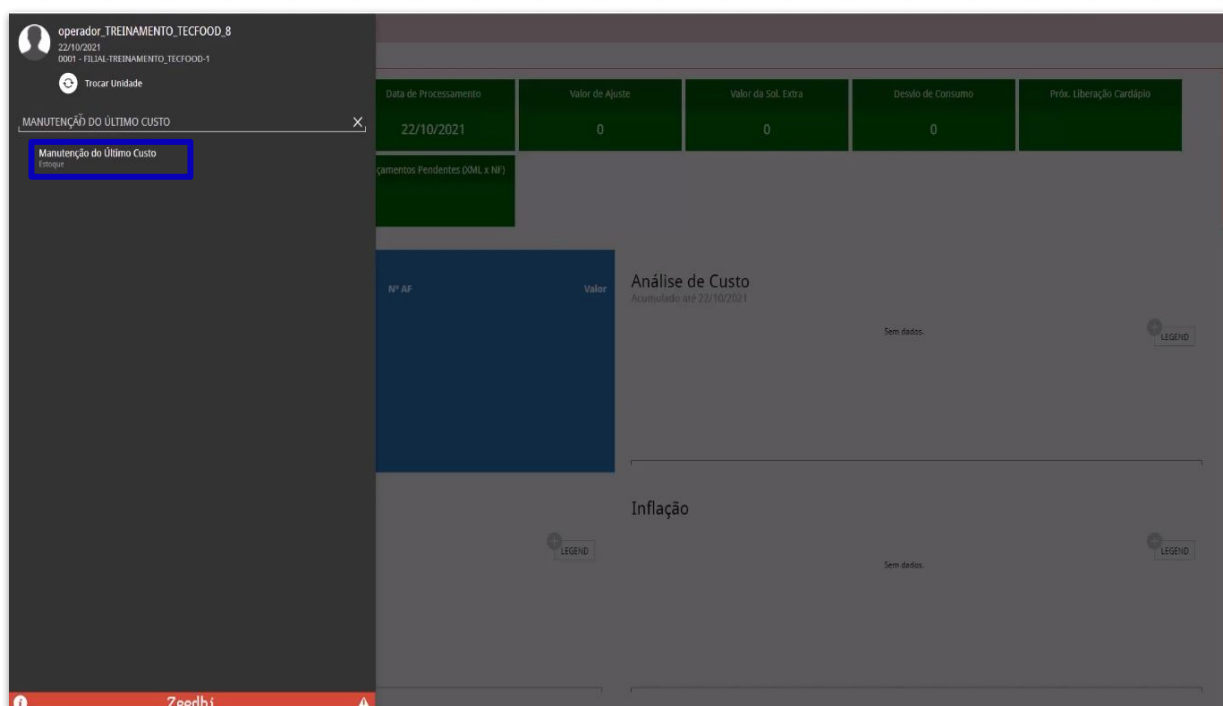 operador_TREINAMENTO_TECFOOD_8
22/10/2021
0001 - FILIAL-TREINAMENTO_TECFOOD-1
Trocar Unidade
MANUTENÇÃO DO ÚLTIMO CUSTO
Manutenção do Último Custo
Estoque
Data de Processamento
22/10/2021
Valor de Ajuste
0
Valor da Sol. Extra
0
Desvio de Consumo
0
Próx. Liberação Cardápio
çamentos Pendentes (XML x NF)
Nº AF
Valor
Análise de Custo
Acumulado até 22/10/2021
Sem dados.
LEGEND
Inflação
LEGEND
Sem dados.
LEGEND
Zeedhi